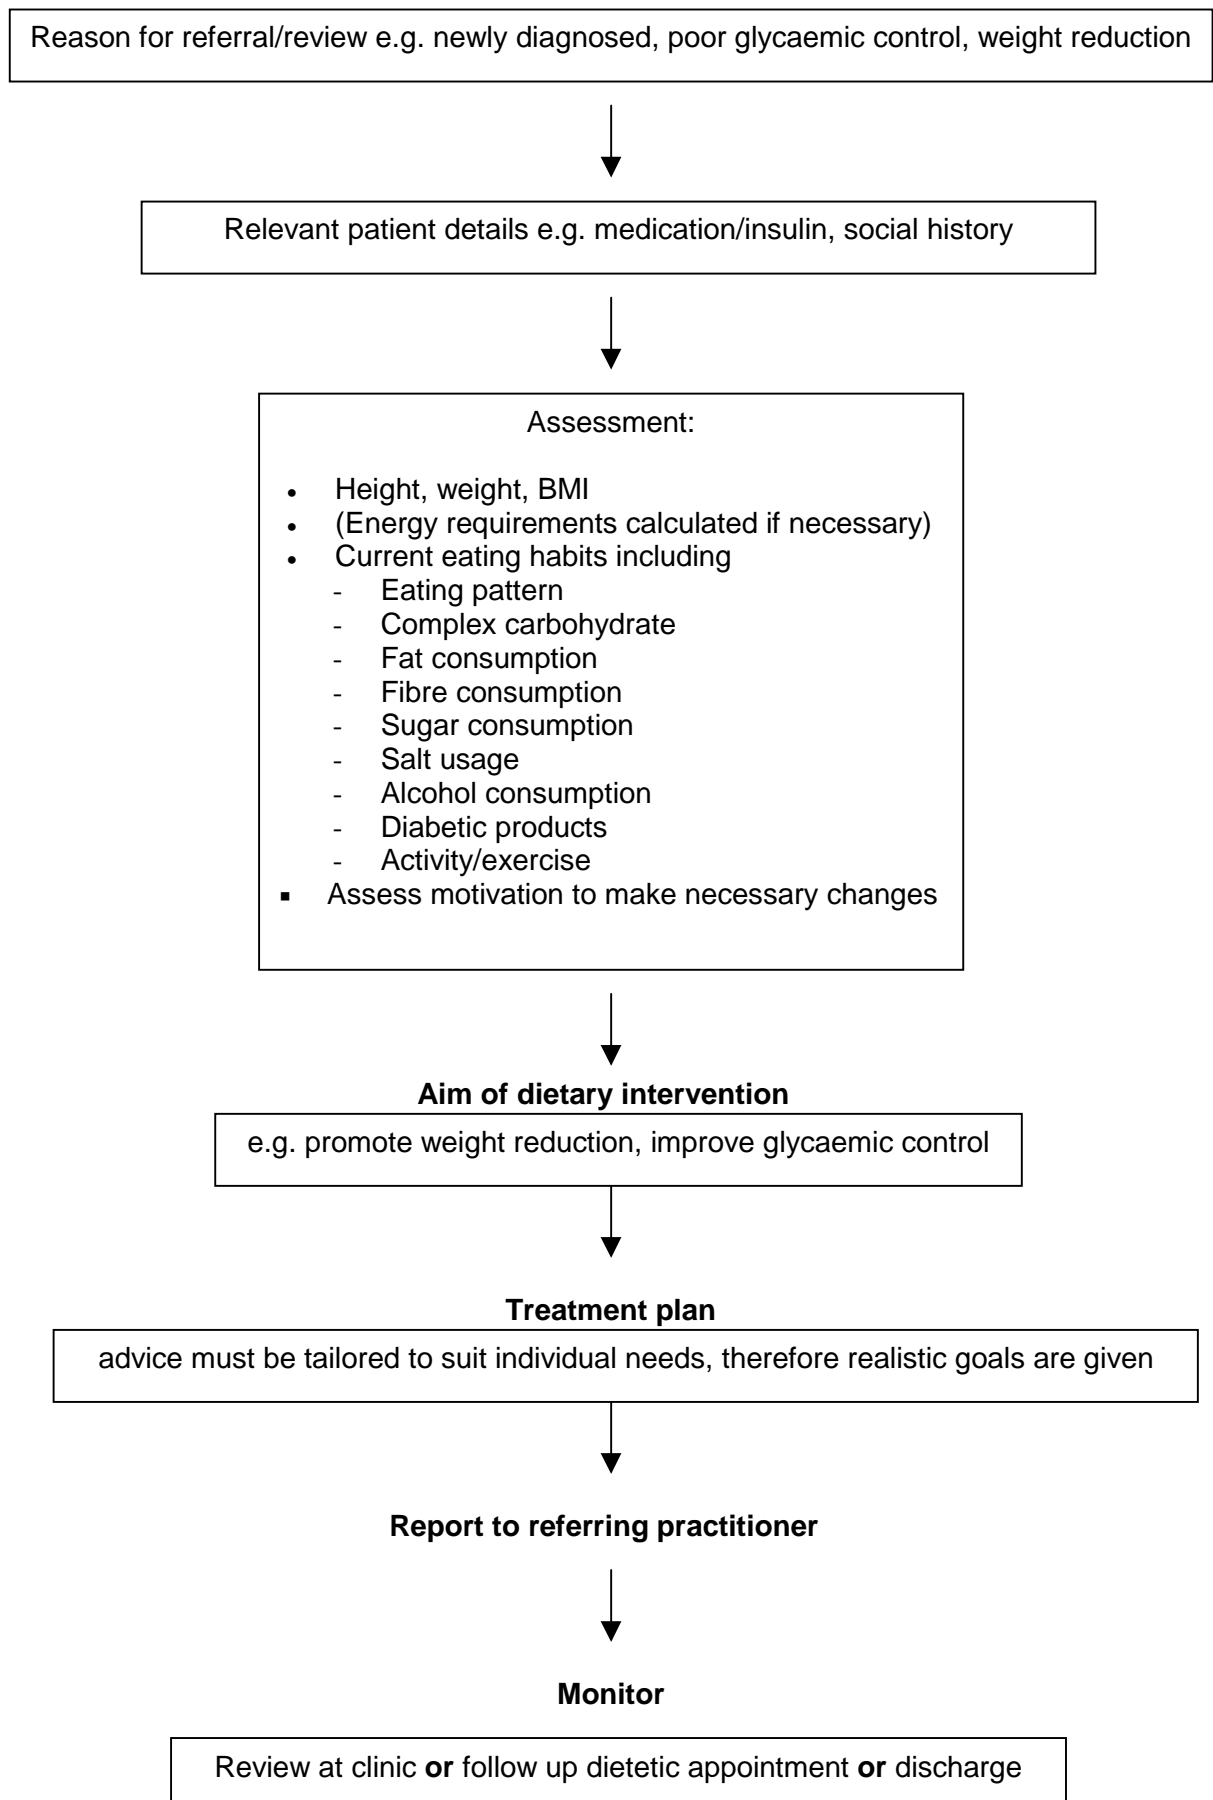 Reason for referral/review e.g. newly diagnosed, poor glycaemic control, weight reduction
Relevant patient details e.g. medication/insulin, social history
Assessment:
• Height, weight, BMI
• (Energy requirements calculated if necessary)
• Current eating habits including
- Eating pattern
- Complex carbohydrate
- Fat consumption
- Fibre consumption
- Sugar consumption
- Salt usage
- Alcohol consumption
- Diabetic products
- Activity/exercise
▪ Assess motivation to make necessary changes
Aim of dietary intervention
e.g. promote weight reduction, improve glycaemic control
Treatment plan
advice must be tailored to suit individual needs, therefore realistic goals are given
Report to referring practitioner
Monitor
Review at clinic or follow up dietetic appointment or discharge